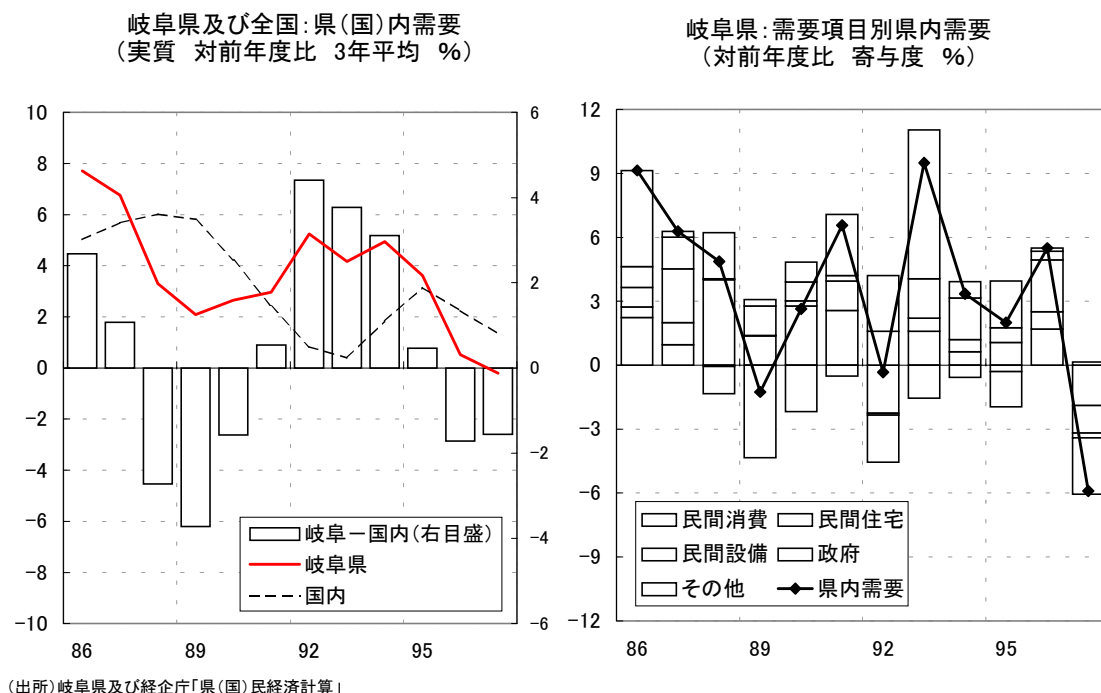 岐阜県及び全国：県（国）内需要
（実質　対前年度比　3年平均　％）
10
8
6
4
2
0
−2
−4
−6
−8
−10
6
4
2
0
−2
−4
−6
岐阜－国内（右目盛）
岐阜県
国内
86 89 92 95
岐阜県：需要項目別県内需要
（対前年度比　寄与度　％）
12
9
6
3
0
−3
−6
−9
−12
民間消費 民間住宅
民間設備 政府
その他 県内需要
86 89 92 95
（出所）岐阜県及び経企庁「県（国）民経済計算」